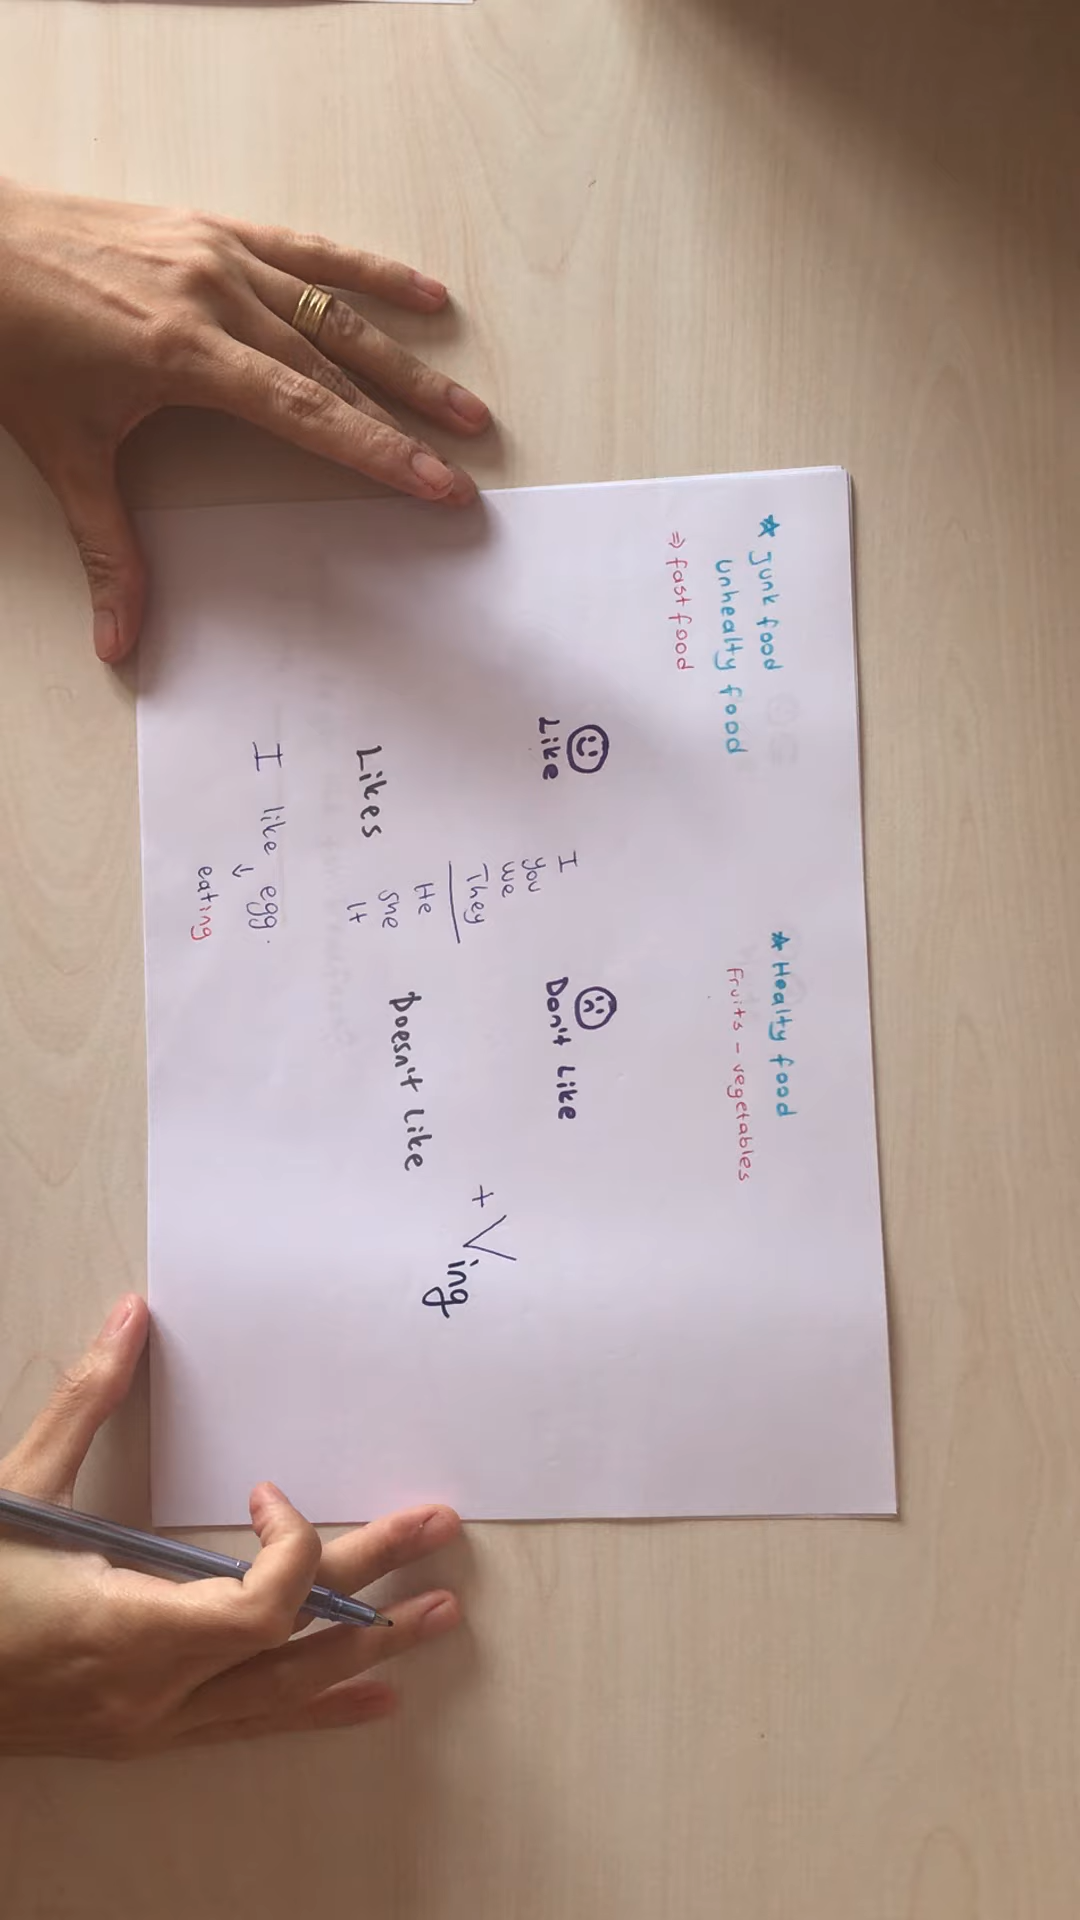 ★ Junk food
unhealty food
⇒ fast food
★ Healty food
fruits - vegetables
Like
I
you
we
They
Don't Like
Likes
He
she
It
Doesn't Like
+ Ving
I like egg.
↓
eating